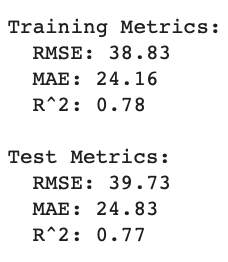 Training Metrics:
RMSE: 38.83
MAE: 24.16
R^2: 0.78
Test Metrics:
RMSE: 39.73
MAE: 24.83
R^2: 0.77